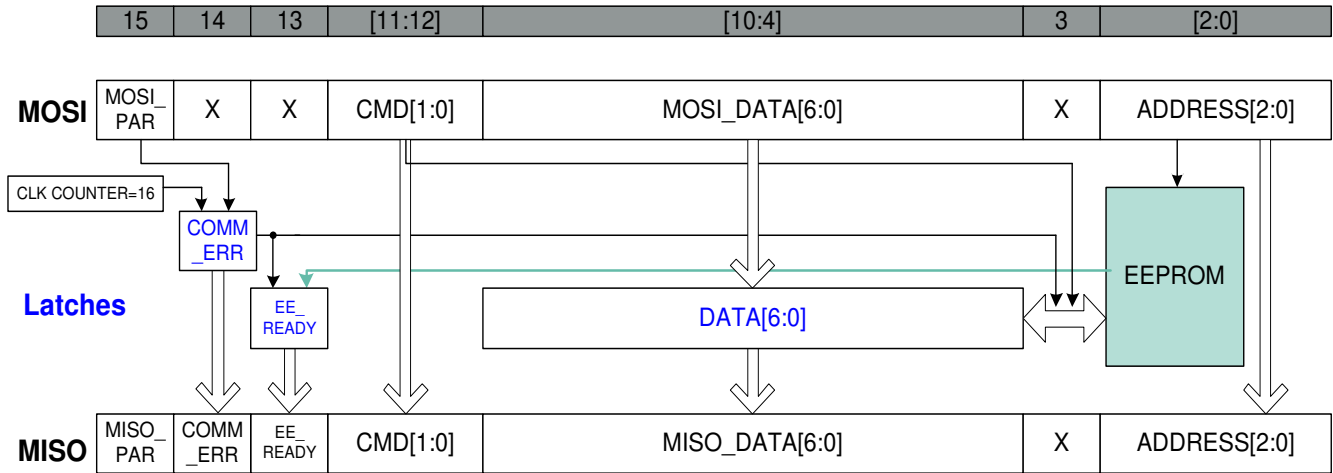 15 14 13 [11:12] [10:4] 3 [2:0]
MOSI MOSI_ PAR X X CMD[1:0] MOSI_DATA[6:0] X ADDRESS[2:0]
CLK COUNTER=16
COMM
_ERR
EEPROM
Latches
EE_
READY
DATA[6:0]
MISO MISO_ PAR COMM _ERR EE_ READY CMD[1:0] MISO_DATA[6:0] X ADDRESS[2:0]